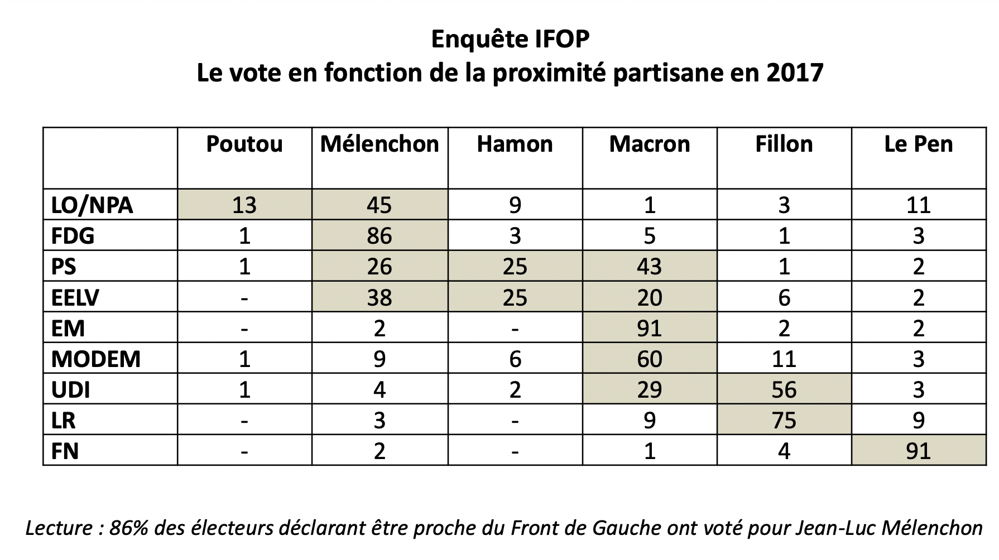 Enquête IFOP
Le vote en fonction de la proximité partisane en 2017
Poutou Mélenchon Hamon Macron Fillon Le Pen
LO/NPA 13 45 9 1 3 11
FDG 1 86 3 5 1 3
PS 1 26 25 43 1 2
EELV - 38 25 20 6 2
EM - 2 - 91 2 2
MODEM 1 9 6 60 11 3
UDI 1 4 2 29 56 3
LR - 3 - 9 75 9
FN - 2 - 1 4 91
Lecture : 86% des électeurs déclarant être proche du Front de Gauche ont voté pour Jean-Luc Mélenchon